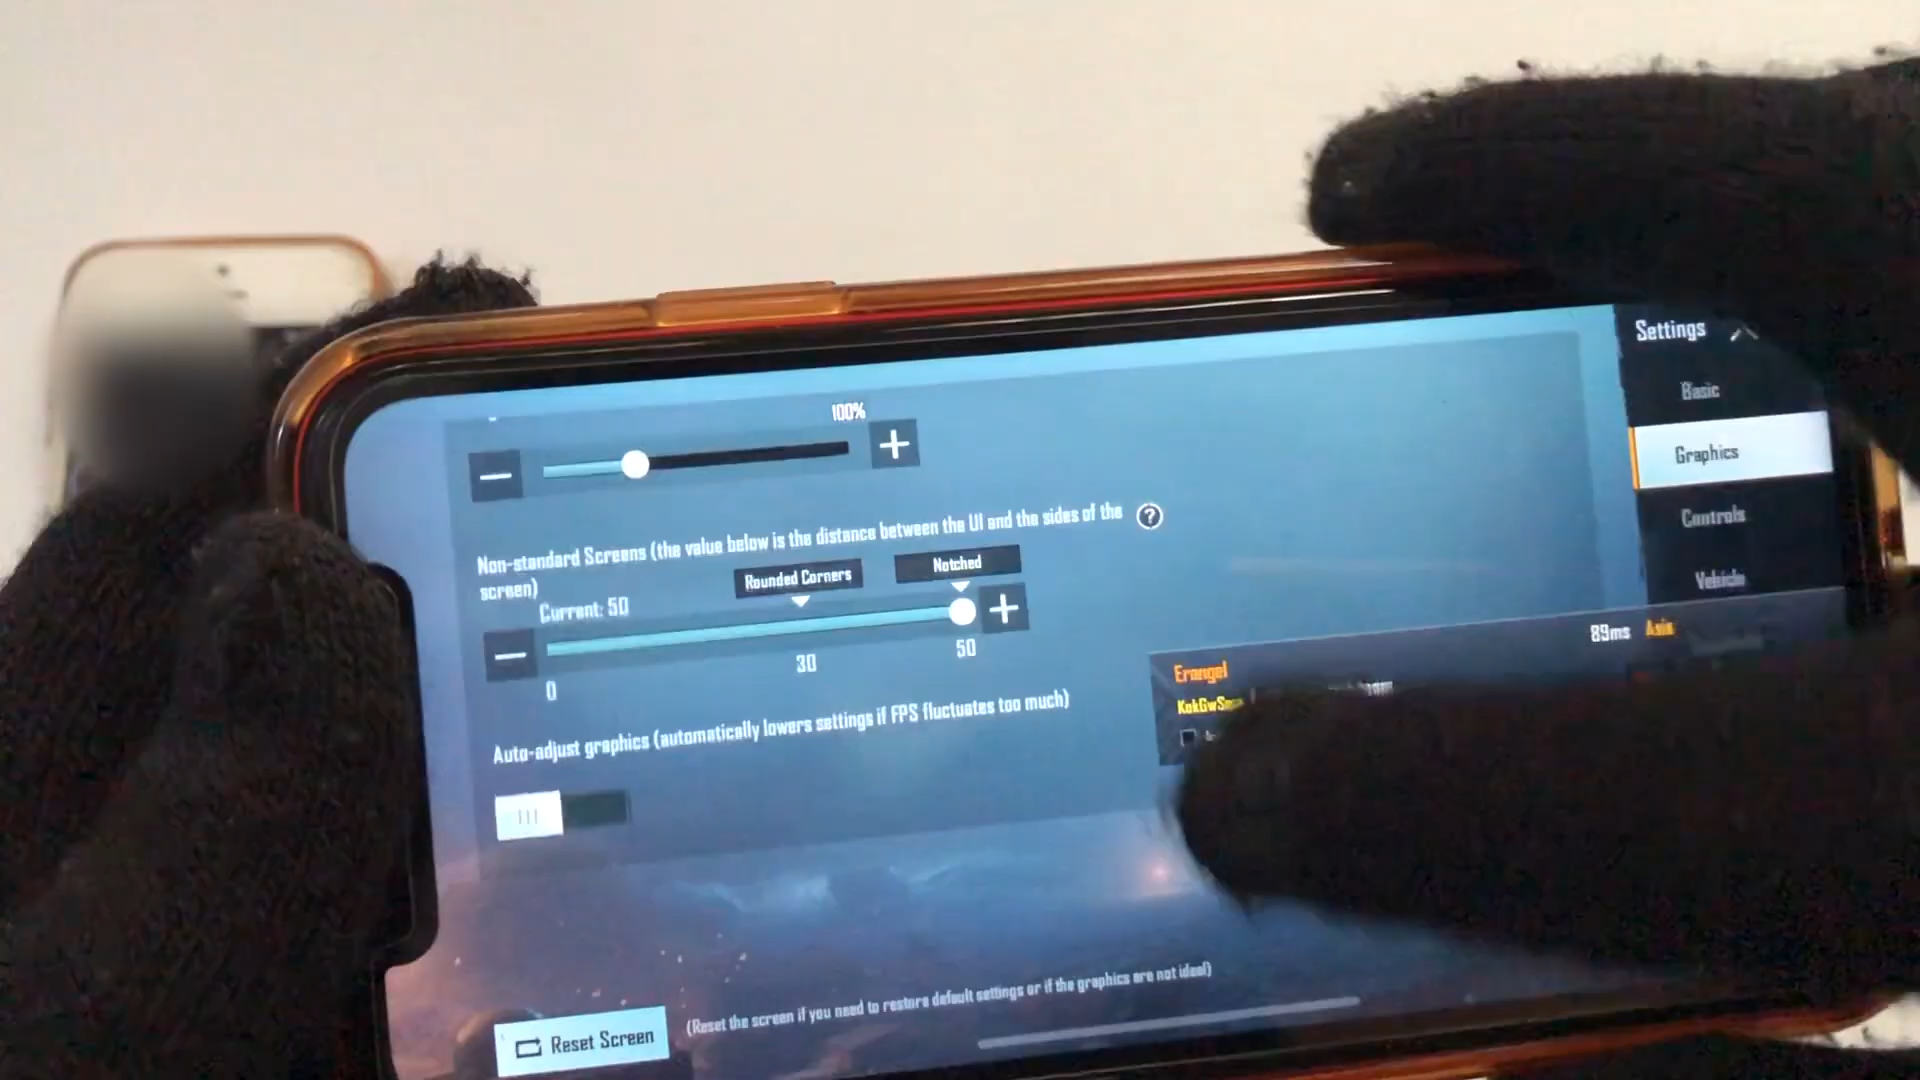 Settings
Basic
Graphics
Controls
Vehicle
100%
Non-standard Screens (the value below is the distance between the UI and the sides of the
screen)
?
Rounded Corners
Notched
Current: 50
0
30
50
Auto-adjust graphics (automatically lowers settings if FPS fluctuates too much)
89ms Asia
Erangel
Reset Screen
(Reset the screen if you need to restore default settings or if the graphics are not ideal)